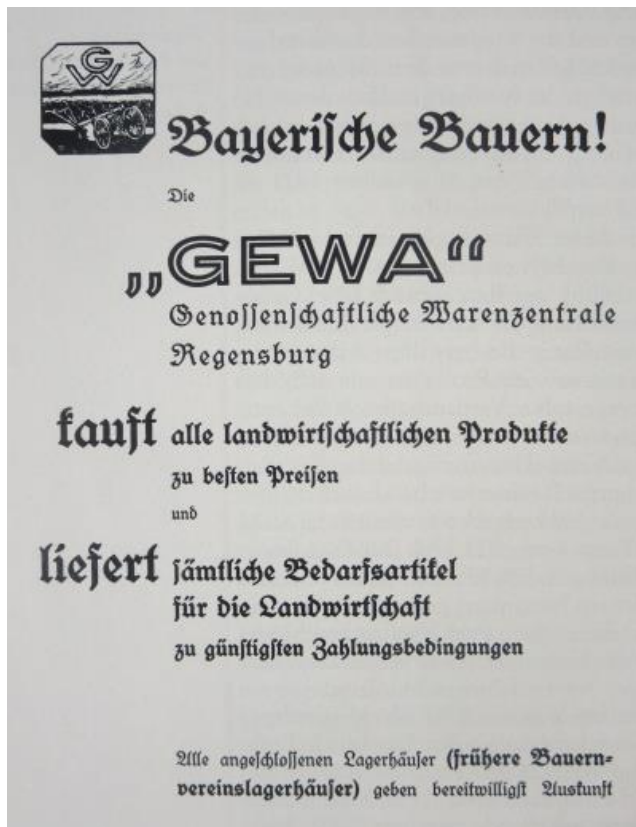 GW
Bayerische Bauern!
Die
„GEWA“
Genossenschaftliche Warenzentrale
Regensburg
kauft alle landwirtschaftlichen Produkte
zu besten Preisen
und
liefert sämtliche Bedarfsartikel
für die Landwirtschaft
zu günstigsten Zahlungsbedingungen
Alle angeschlossenen Lagerhäuser (frühere Bauern-
vereinslagerhäuser) geben bereitwilligst Auskunft